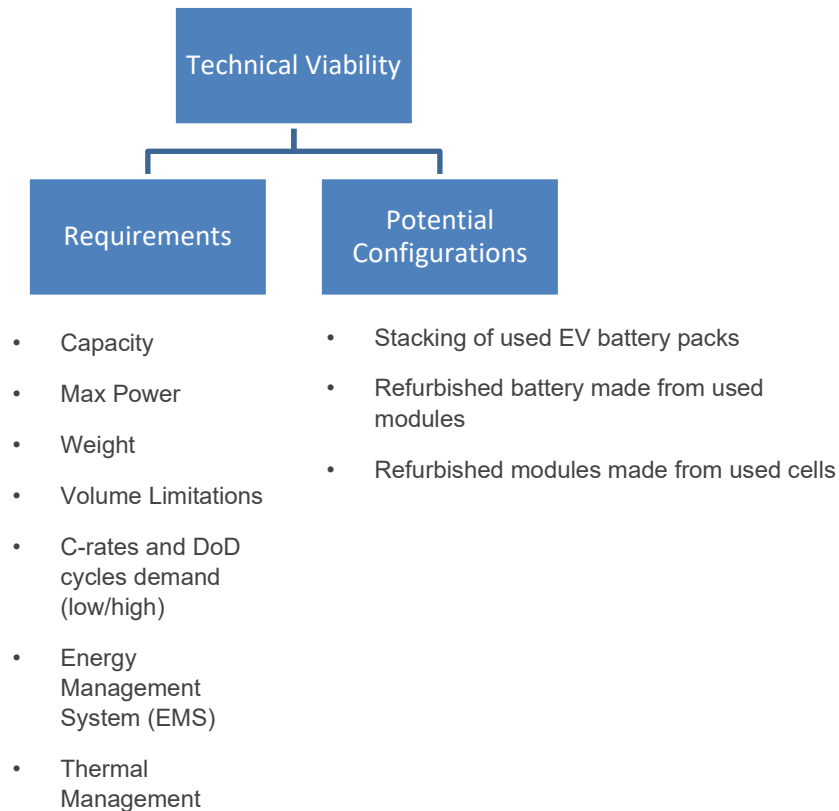 Technical Viability
Requirements
Potential
Configurations
• Capacity
• Max Power
• Weight
• Volume Limitations
• C-rates and DoD
cycles demand
(low/high)
• Energy
Management
System (EMS)
• Thermal
Management
• Stacking of used EV battery packs
• Refurbished battery made from used
modules
• Refurbished modules made from used cells